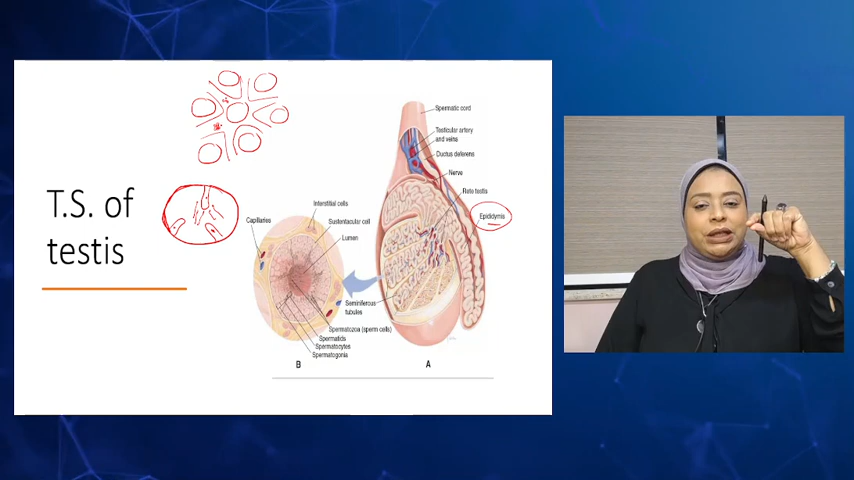 T.S. of
testis
Spermatic cord
Testicular artery
and veins
Ductus deferens
Nerve
Rete testis
Epididymis
Interstitial cells
Capillaries
Sustentacular cell
Lumen
Seminiferous
tubules
Spermatozoa (sperm cells)
Spermatids
Spermatocytes
Spermatogonia
B
A